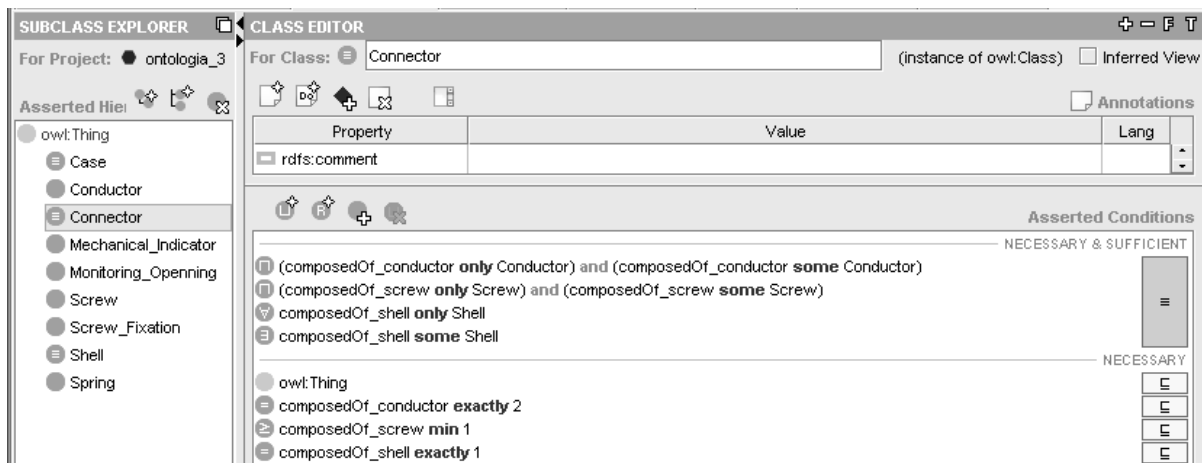 SUBCLASS EXPLORER
For Project: ontologia_3
Asserted Hier
owl:Thing
Case
Conductor
Connector
Mechanical_Indicator
Monitoring_Openning
Screw
Screw_Fixation
Shell
Spring
CLASS EDITOR
F T
For Class: Connector (instance of owl:Class) Inferred View
Annotations
Property Value Lang
rdfs:comment
Asserted Conditions
NECESSARY & SUFFICIENT
(composedOf_conductor only Conductor) and (composedOf_conductor some Conductor)
(composedOf_screw only Screw) and (composedOf_screw some Screw)
∀ composedOf_shell only Shell
∃ composedOf_shell some Shell
≡
NECESSARY
owl:Thing ⊑
= composedOf_conductor exactly 2 ⊑
≥ composedOf_screw min 1 ⊑
= composedOf_shell exactly 1 ⊑